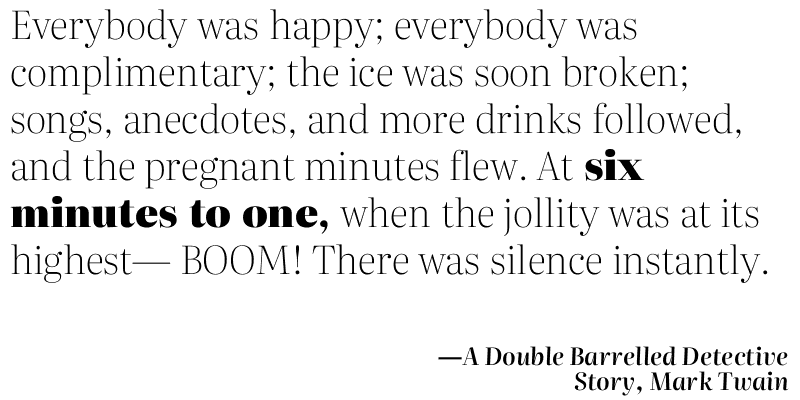 Everybody was happy; everybody was
complimentary; the ice was soon broken;
songs, anecdotes, and more drinks followed,
and the pregnant minutes flew. At six
minutes to one, when the jollity was at its
highest— BOOM! There was silence instantly.
—A Double Barrelled Detective
Story, Mark Twain